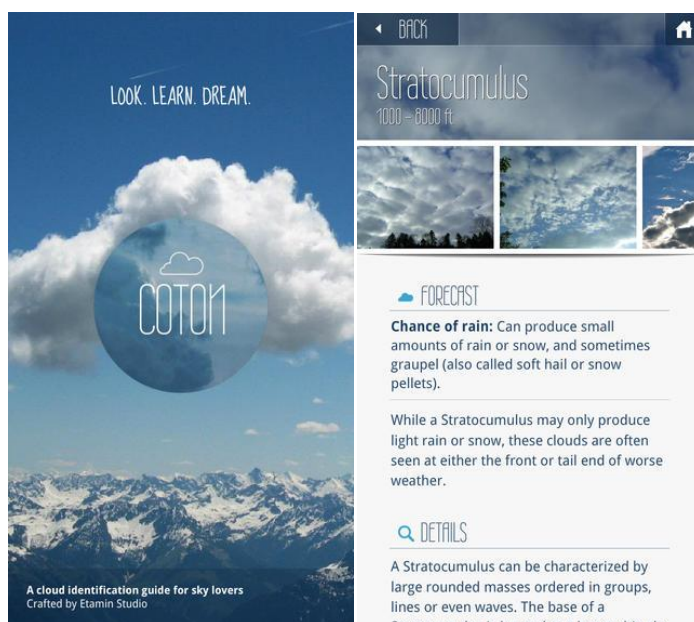 LOOK. LEARN. DREAM.
COTON
A cloud identification guide for sky lovers
Crafted by Etamin Studio
BACK
Stratocumulus
1000 – 8000 ft
FORECAST
Chance of rain: Can produce small
amounts of rain or snow, and sometimes
graupel (also called soft hail or snow
pellets).
While a Stratocumulus may only produce
light rain or snow, these clouds are often
seen at either the front or tail end of worse
weather.
DETAILS
A Stratocumulus can be characterized by
large rounded masses ordered in groups,
lines or even waves. The base of a